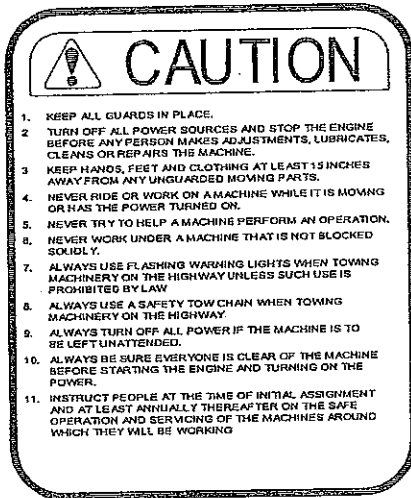 CAUTION
1. KEEP ALL GUARDS IN PLACE.
2 TURN OFF ALL POWER SOURCES AND STOP THE ENGINE
BEFORE ANY PERSON MAKES ADJUSTMENTS, LUBRICATES,
CLEANS OR REPAIRS THE MACHINE.
3 KEEP HANDS, FEET AND CLOTHING AT LEAST 15 INCHES
AWAY FROM ANY UNGUARDED MOVING PARTS.
4. NEVER RIDE OR WORK ON A MACHINE WHILE IT IS MOVING
OR HAS THE POWER TURNED ON.
5. NEVER TRY TO HELP A MACHINE PERFORM AN OPERATION.
6. NEVER WORK UNDER A MACHINE THAT IS NOT BLOCKED
SOLIDLY.
7. ALWAYS USE FLASHING WARNING LIGHTS WHEN TOWING
MACHINERY ON THE HIGHWAY UNLESS SUCH USE IS
PROHIBITED BY LAW
8. ALWAYS USE A SAFETY TOW CHAIN WHEN TOWING
MACHINERY ON THE HIGHWAY.
9. ALWAYS TURN OFF ALL POWER IF THE MACHINE IS TO
BE LEFT UNATTENDED.
10. ALWAYS BE SURE EVERYONE IS CLEAR OF THE MACHINE
BEFORE STARTING THE ENGINE AND TURNING ON THE
POWER.
11. INSTRUCT PEOPLE AT THE TIME OF INITIAL ASSIGNMENT
AND AT LEAST ANNUALLY THEREAFTER ON THE SAFE
OPERATION AND SERVICING OF THE MACHINES AROUND
WHICH THEY WILL BE WORKING